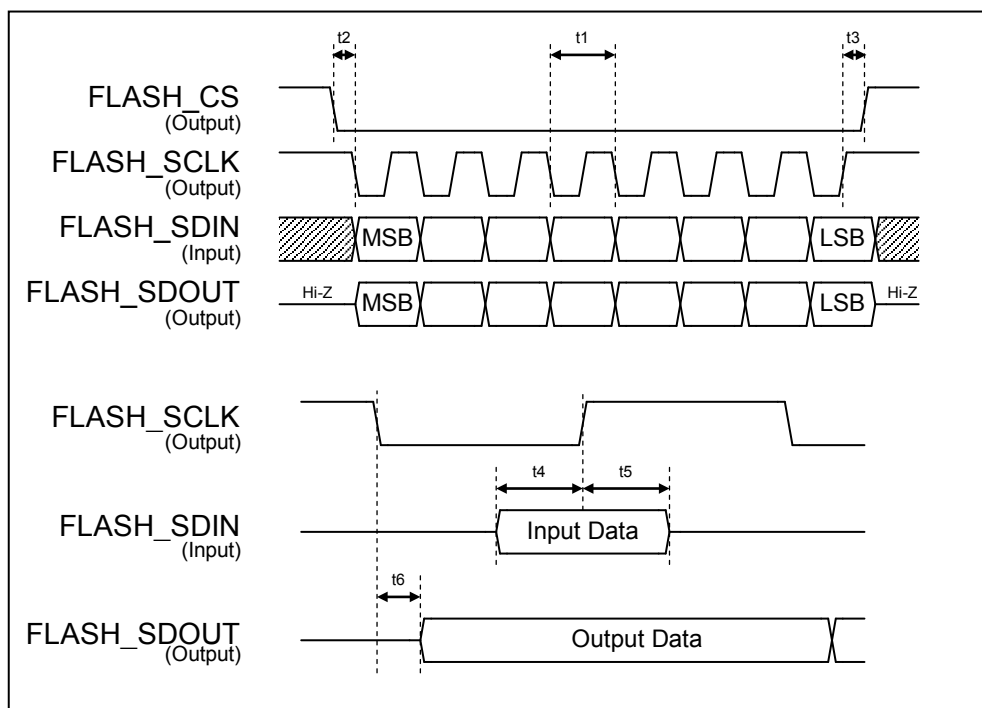 t2 t1 t3
FLASH_CS
(Output)
FLASH_SCLK
(Output)
FLASH_SDIN
(Input)
MSB LSB
FLASH_SDOUT
(Output)
Hi-Z MSB LSB Hi-Z
FLASH_SCLK
(Output)
t4 t5
FLASH_SDIN
(Input)
Input Data
t6
FLASH_SDOUT
(Output)
Output Data